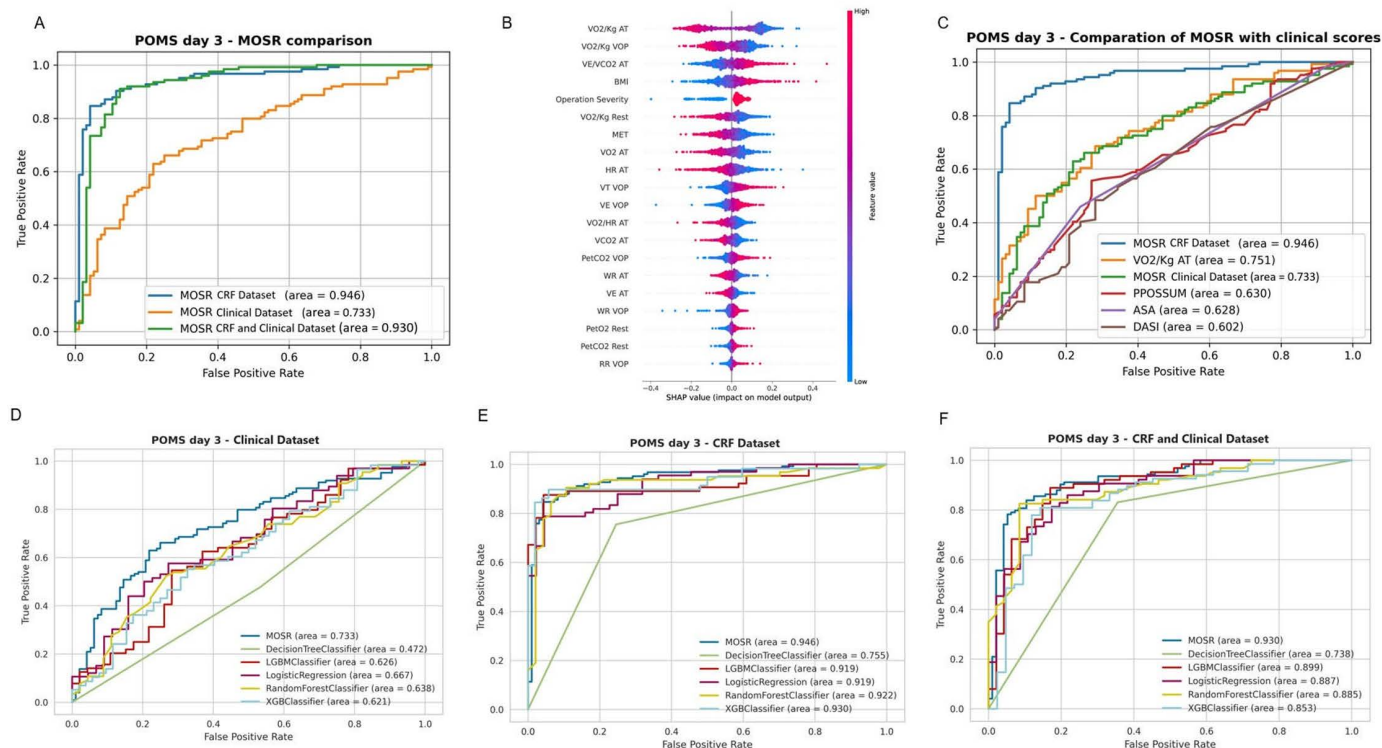 A
POMS day 3 - MOSR comparison
True Positive Rate
1.0
0.8
0.6
0.4
0.2
0.0
MOSR CRF Dataset (area = 0.946)
MOSR Clinical Dataset (area = 0.733)
MOSR CRF and Clinical Dataset (area = 0.930)
0.0 0.2 0.4 0.6 0.8 1.0
False Positive Rate
B
VO2/Kg AT
VO2/Kg VOP
VE/VCO2 AT
BMI
Operation Severity
VO2/Kg Rest
MET
VO2 AT
HR AT
VT VOP
VE VOP
VO2/HR AT
VCO2 AT
PetCO2 VOP
WR AT
VE AT
WR VOP
PetO2 Rest
PetCO2 Rest
RR VOP
−0.4 −0.2 0.0 0.2 0.4
SHAP value (impact on model output)
High
Feature value
Low
C
POMS day 3 - Comparation of MOSR with clinical scores
True Positive Rate
1.0
0.8
0.6
0.4
0.2
0.0
MOSR CRF Dataset (area = 0.946)
VO2/Kg AT (area = 0.751)
MOSR Clinical Dataset (area = 0.733)
PPOSSUM (area = 0.630)
ASA (area = 0.628)
DASI (area = 0.602)
0.0 0.2 0.4 0.6 0.8 1.0
False Positive Rate
D
POMS day 3 - Clinical Dataset
True Positive Rate
1.0
0.8
0.6
0.4
0.2
0.0
MOSR (area = 0.733)
DecisionTreeClassifier (area = 0.472)
LGBMClassifier (area = 0.626)
LogisticRegression (area = 0.667)
RandomForestClassifier (area = 0.638)
XGBClassifier (area = 0.621)
0.0 0.2 0.4 0.6 0.8 1.0
False Positive Rate
E
POMS day 3 - CRF Dataset
True Positive Rate
1.0
0.8
0.6
0.4
0.2
0.0
MOSR (area = 0.946)
DecisionTreeClassifier (area = 0.755)
LGBMClassifier (area = 0.919)
LogisticRegression (area = 0.919)
RandomForestClassifier (area = 0.922)
XGBClassifier (area = 0.930)
0.0 0.2 0.4 0.6 0.8 1.0
False Positive Rate
F
POMS day 3 - CRF and Clinical Dataset
True Positive Rate
1.0
0.8
0.6
0.4
0.2
0.0
MOSR (area = 0.930)
DecisionTreeClassifier (area = 0.738)
LGBMClassifier (area = 0.899)
LogisticRegression (area = 0.887)
RandomForestClassifier (area = 0.885)
XGBClassifier (area = 0.853)
0.0 0.2 0.4 0.6 0.8 1.0
False Positive Rate